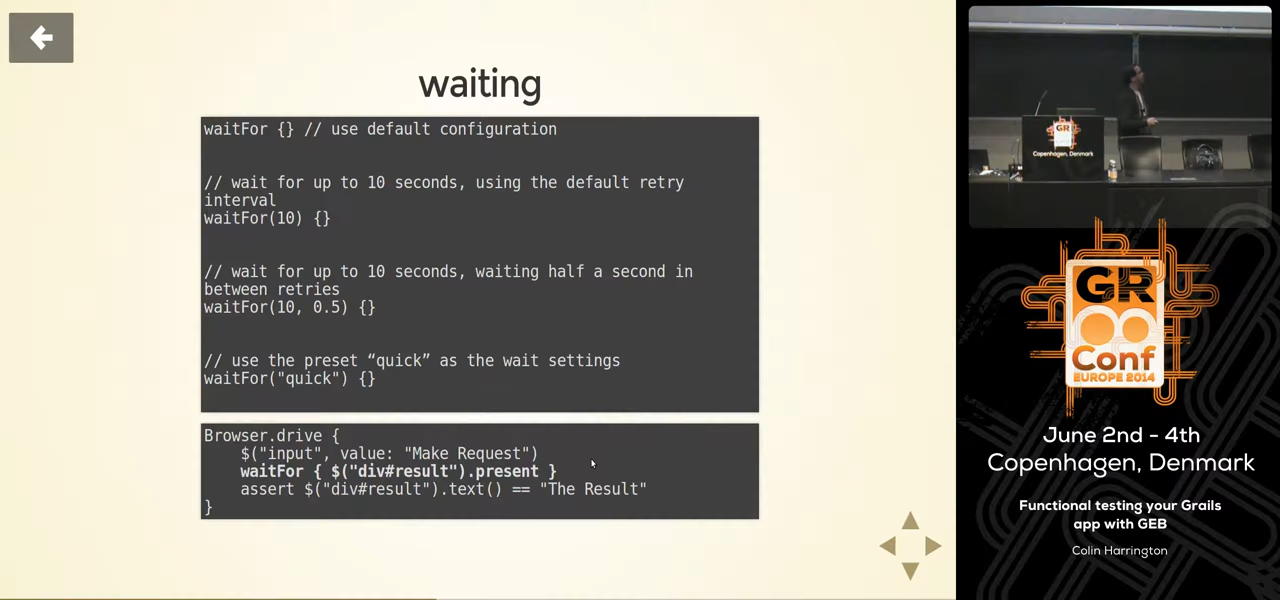 waiting
waitFor {} // use default configuration
// wait for up to 10 seconds, using the default retry
interval
waitFor(10) {}
// wait for up to 10 seconds, waiting half a second in
between retries
waitFor(10, 0.5) {}
// use the preset “quick” as the wait settings
waitFor("quick") {}
Browser.drive {
$("input", value: "Make Request")
waitFor { $("div#result").present }
assert $("div#result").text() == "The Result"
}
GR
Copenhagen, Denmark
GR
Conf
EUROPE 2014
June 2nd - 4th
Copenhagen, Denmark
Functional testing your Grails
app with GEB
Colin Harrington